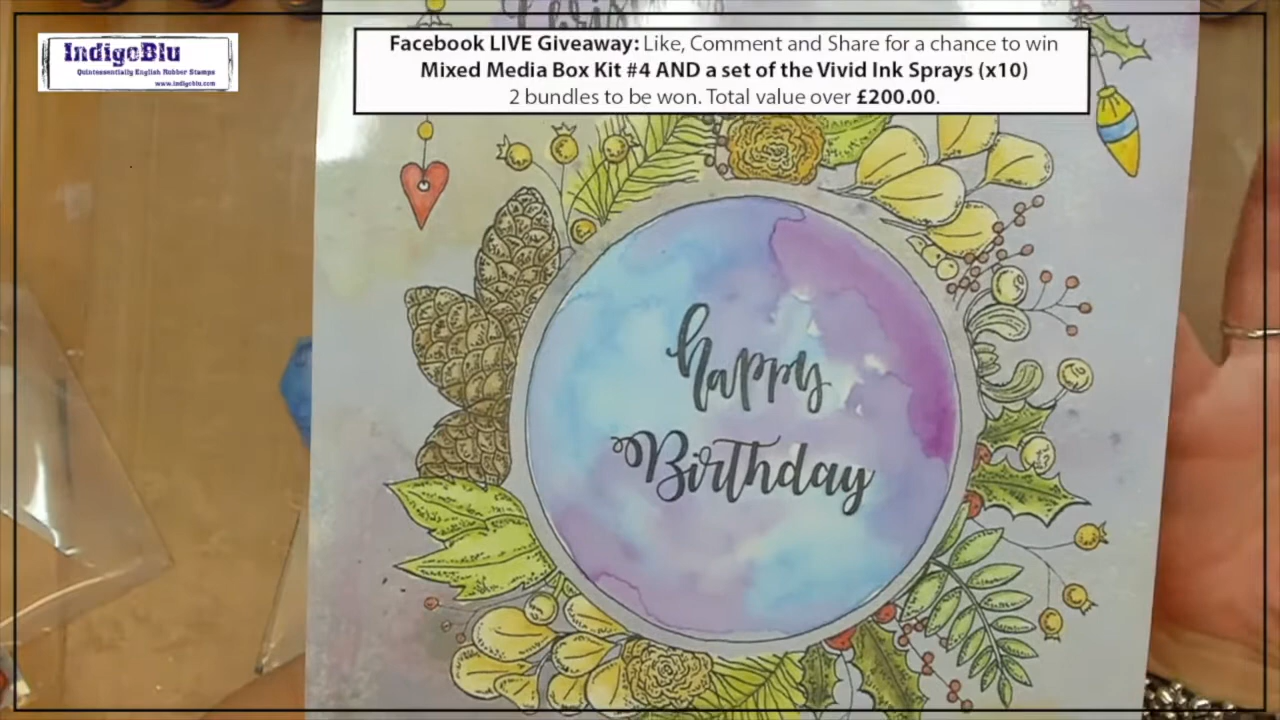 IndigoBlu
Quintessentially English Rubber Stamps
www.indigoblu.com
Facebook LIVE Giveaway: Like, Comment and Share for a chance to win
Mixed Media Box Kit #4 AND a set of the Vivid Ink Sprays (x10)
2 bundles to be won. Total value over £200.00.
happy
Birthday